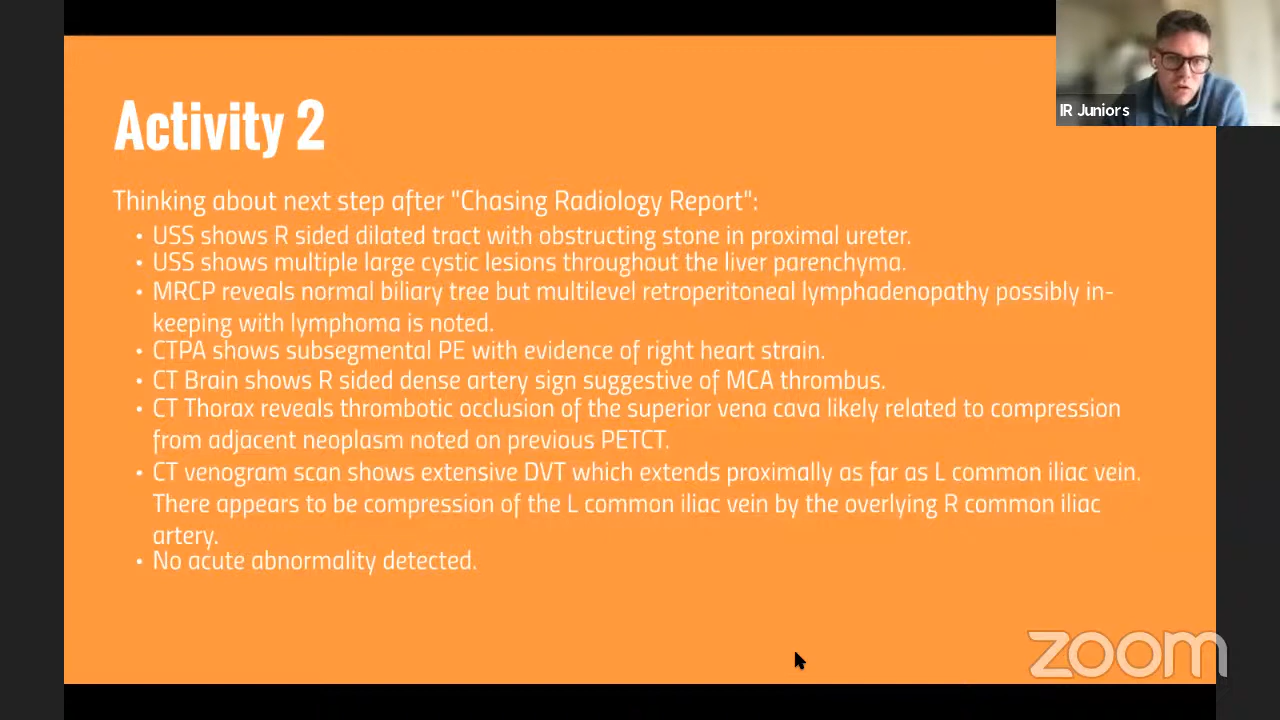 IR Juniors
Activity 2
Thinking about next step after "Chasing Radiology Report":
• USS shows R sided dilated tract with obstructing stone in proximal ureter.
• USS shows multiple large cystic lesions throughout the liver parenchyma.
• MRCP reveals normal biliary tree but multilevel retroperitoneal lymphadenopathy possibly in-
keeping with lymphoma is noted.
• CTPA shows subsegmental PE with evidence of right heart strain.
• CT Brain shows R sided dense artery sign suggestive of MCA thrombus.
• CT Thorax reveals thrombotic occlusion of the superior vena cava likely related to compression
from adjacent neoplasm noted on previous PETCT.
• CT venogram scan shows extensive DVT which extends proximally as far as L common iliac vein.
There appears to be compression of the L common iliac vein by the overlying R common iliac
artery.
• No acute abnormality detected.
zoom